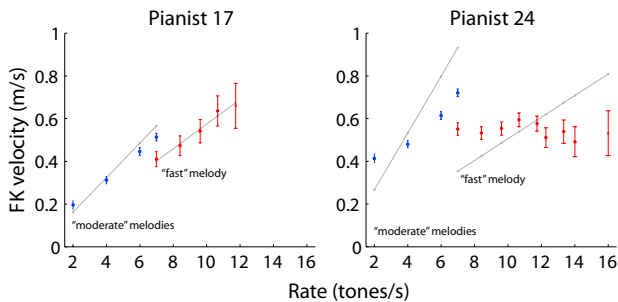 Pianist 17
Pianist 24
FK velocity (m/s)
1
0.8
0.6
0.4
0.2
0
"fast" melody
"moderate" melodies
2 4 6 8 10 12 14 16
1
0.8
0.6
0.4
0.2
0
"fast" melody
"moderate" melodies
2 4 6 8 10 12 14 16
Rate (tones/s)